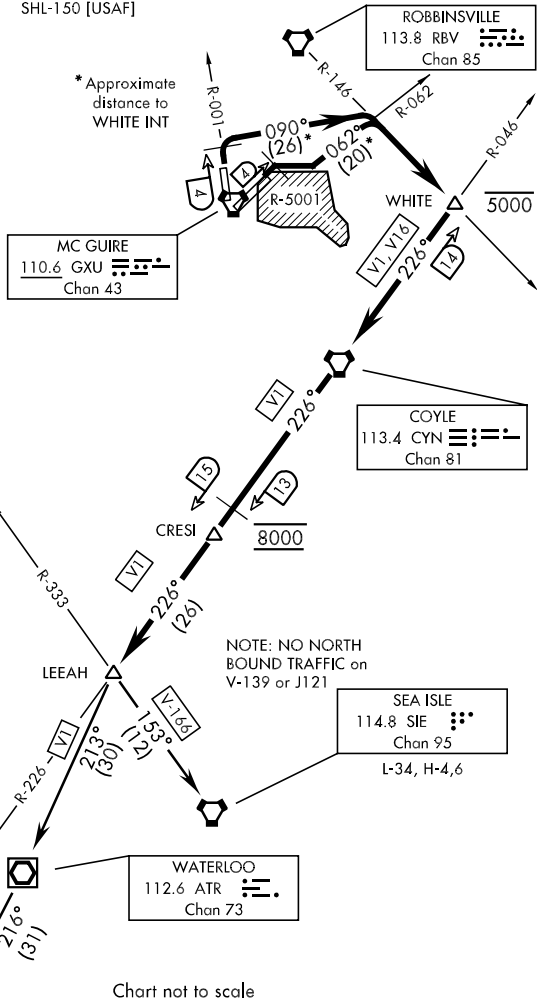 SHL-150 [USAF]
ROBBINSVILLE
113.8 RBV
Chan 85
* Approximate
distance to
WHITE INT
R-001
R-146
R-062
R-046
090°
(26)*
062°
(20)*
4
4
R-5001
WHITE
5000
MC GUIRE
110.6 GXU
Chan 43
V1, V16
226°
14
COYLE
113.4 CYN
Chan 81
V1
226°
15
13
CRESI
8000
V1
226°
(26)
R-333
NOTE: NO NORTH
BOUND TRAFFIC on
V-139 or J121
LEEAH
V-166
153°
(12)
SEA ISLE
114.8 SIE
Chan 95
L-34, H-4,6
V1
213°
(30)
R-226
WATERLOO
112.6 ATR
Chan 73
216°
(31)
Chart not to scale